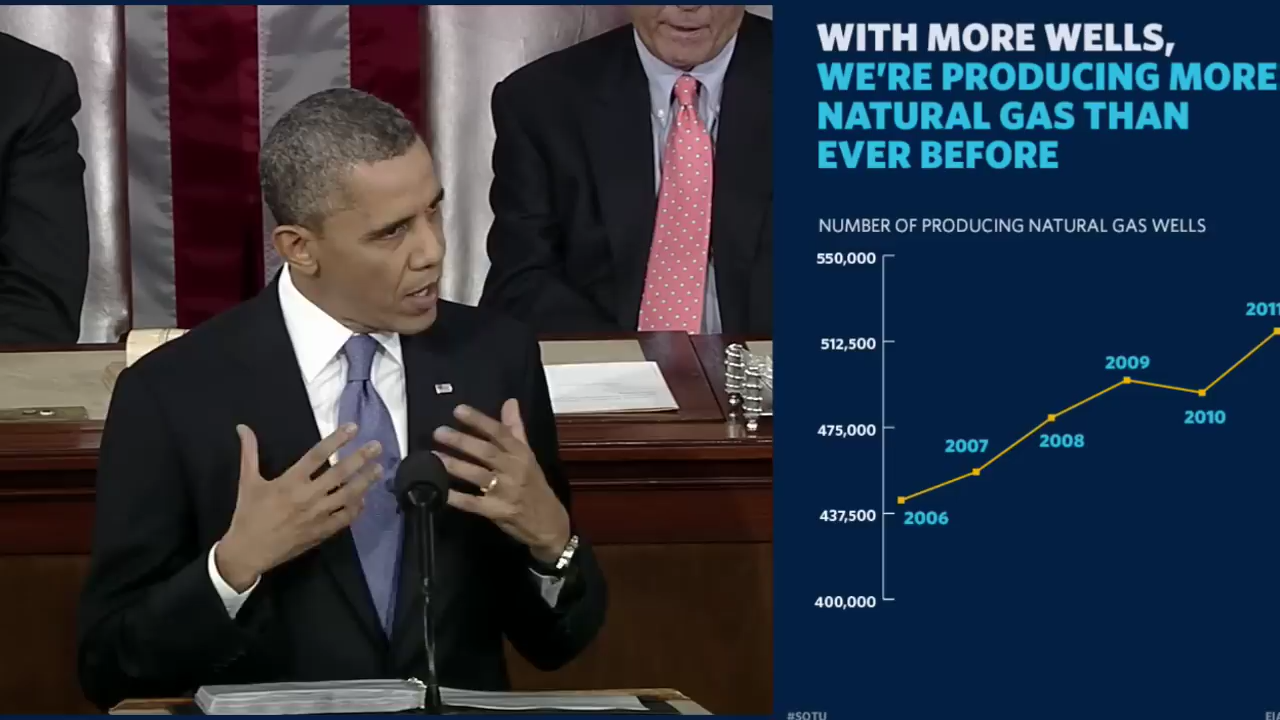 WITH MORE WELLS,
WE'RE PRODUCING MORE
NATURAL GAS THAN
EVER BEFORE
NUMBER OF PRODUCING NATURAL GAS WELLS
550,000
512,500
475,000
437,500
400,000
2006
2007
2008
2009
2010
2011
#SOTU